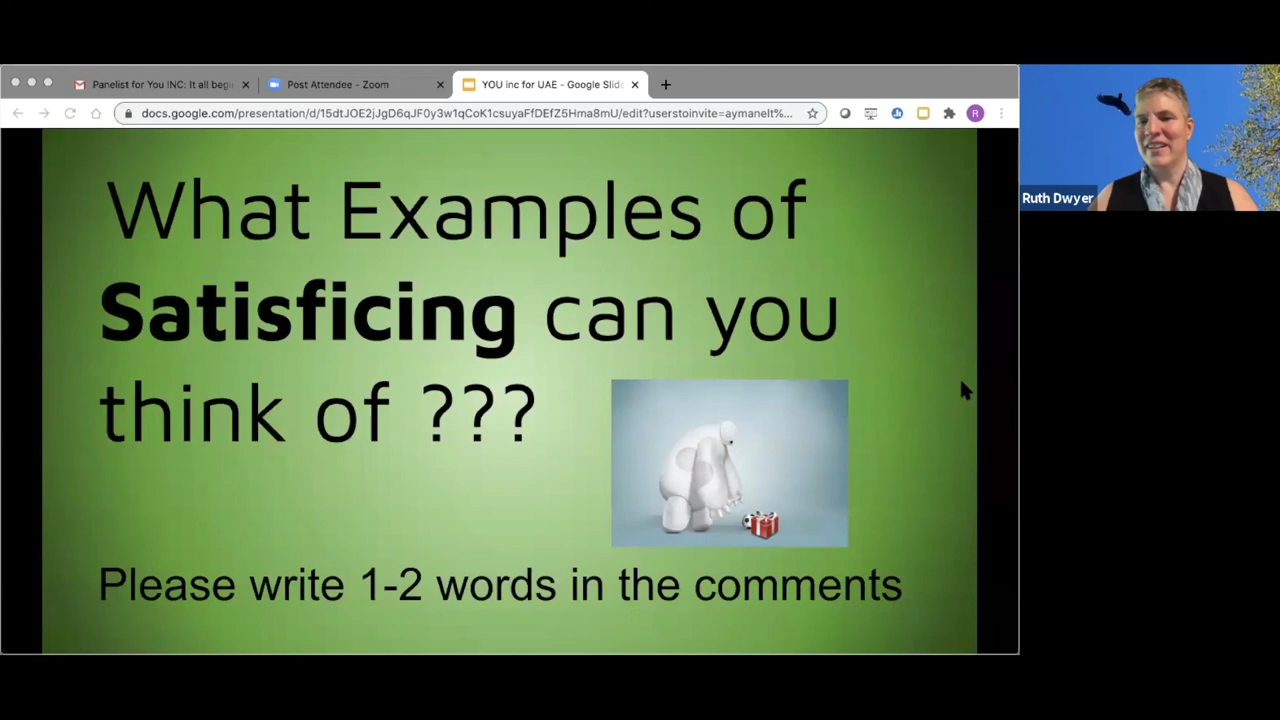 Panelist for You INC: It all begi
Post Attendee - Zoom
YOU inc for UAE - Google Slide
docs.google.com/presentation/d/15dtJOE2jJgD6qJF0y3w1qCoK1csuyaFfDEfZ5Hma8mU/edit?userstoinvite=aymanelt%...
R
Ruth Dwyer
What Examples of
Satisficing can you
think of ???
Please write 1-2 words in the comments